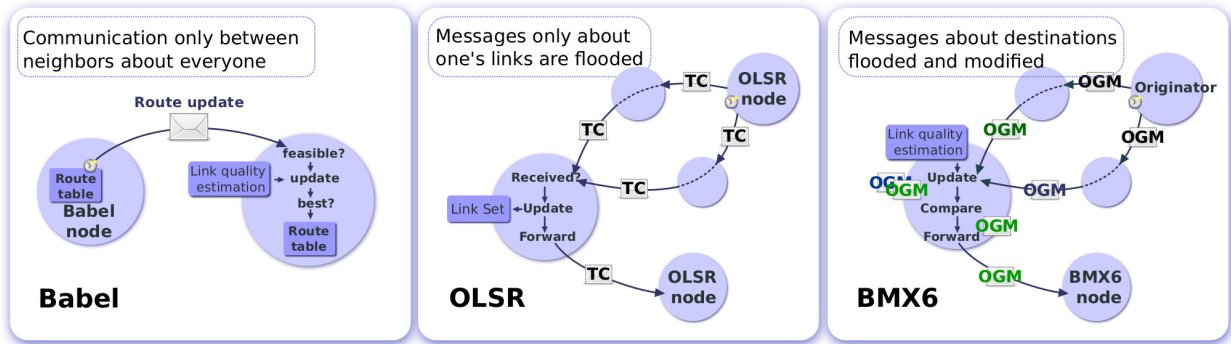 Communication only between
neighbors about everyone
Route update
Route
table
Babel
node
Link quality
estimation
feasible?
update
best?
Route
table
Babel
Messages only about
one's links are flooded
TC
OLSR
node
TC
TC
TC
Received?
Link Set
Update
Forward
TC
OLSR
node
OLSR
Messages about destinations
flooded and modified
OGM
Originator
OGM
OGM
Link quality
estimation
OGM
OGM
Update
OGM
Compare
OGM
Forward
OGM
BMX6
node
BMX6